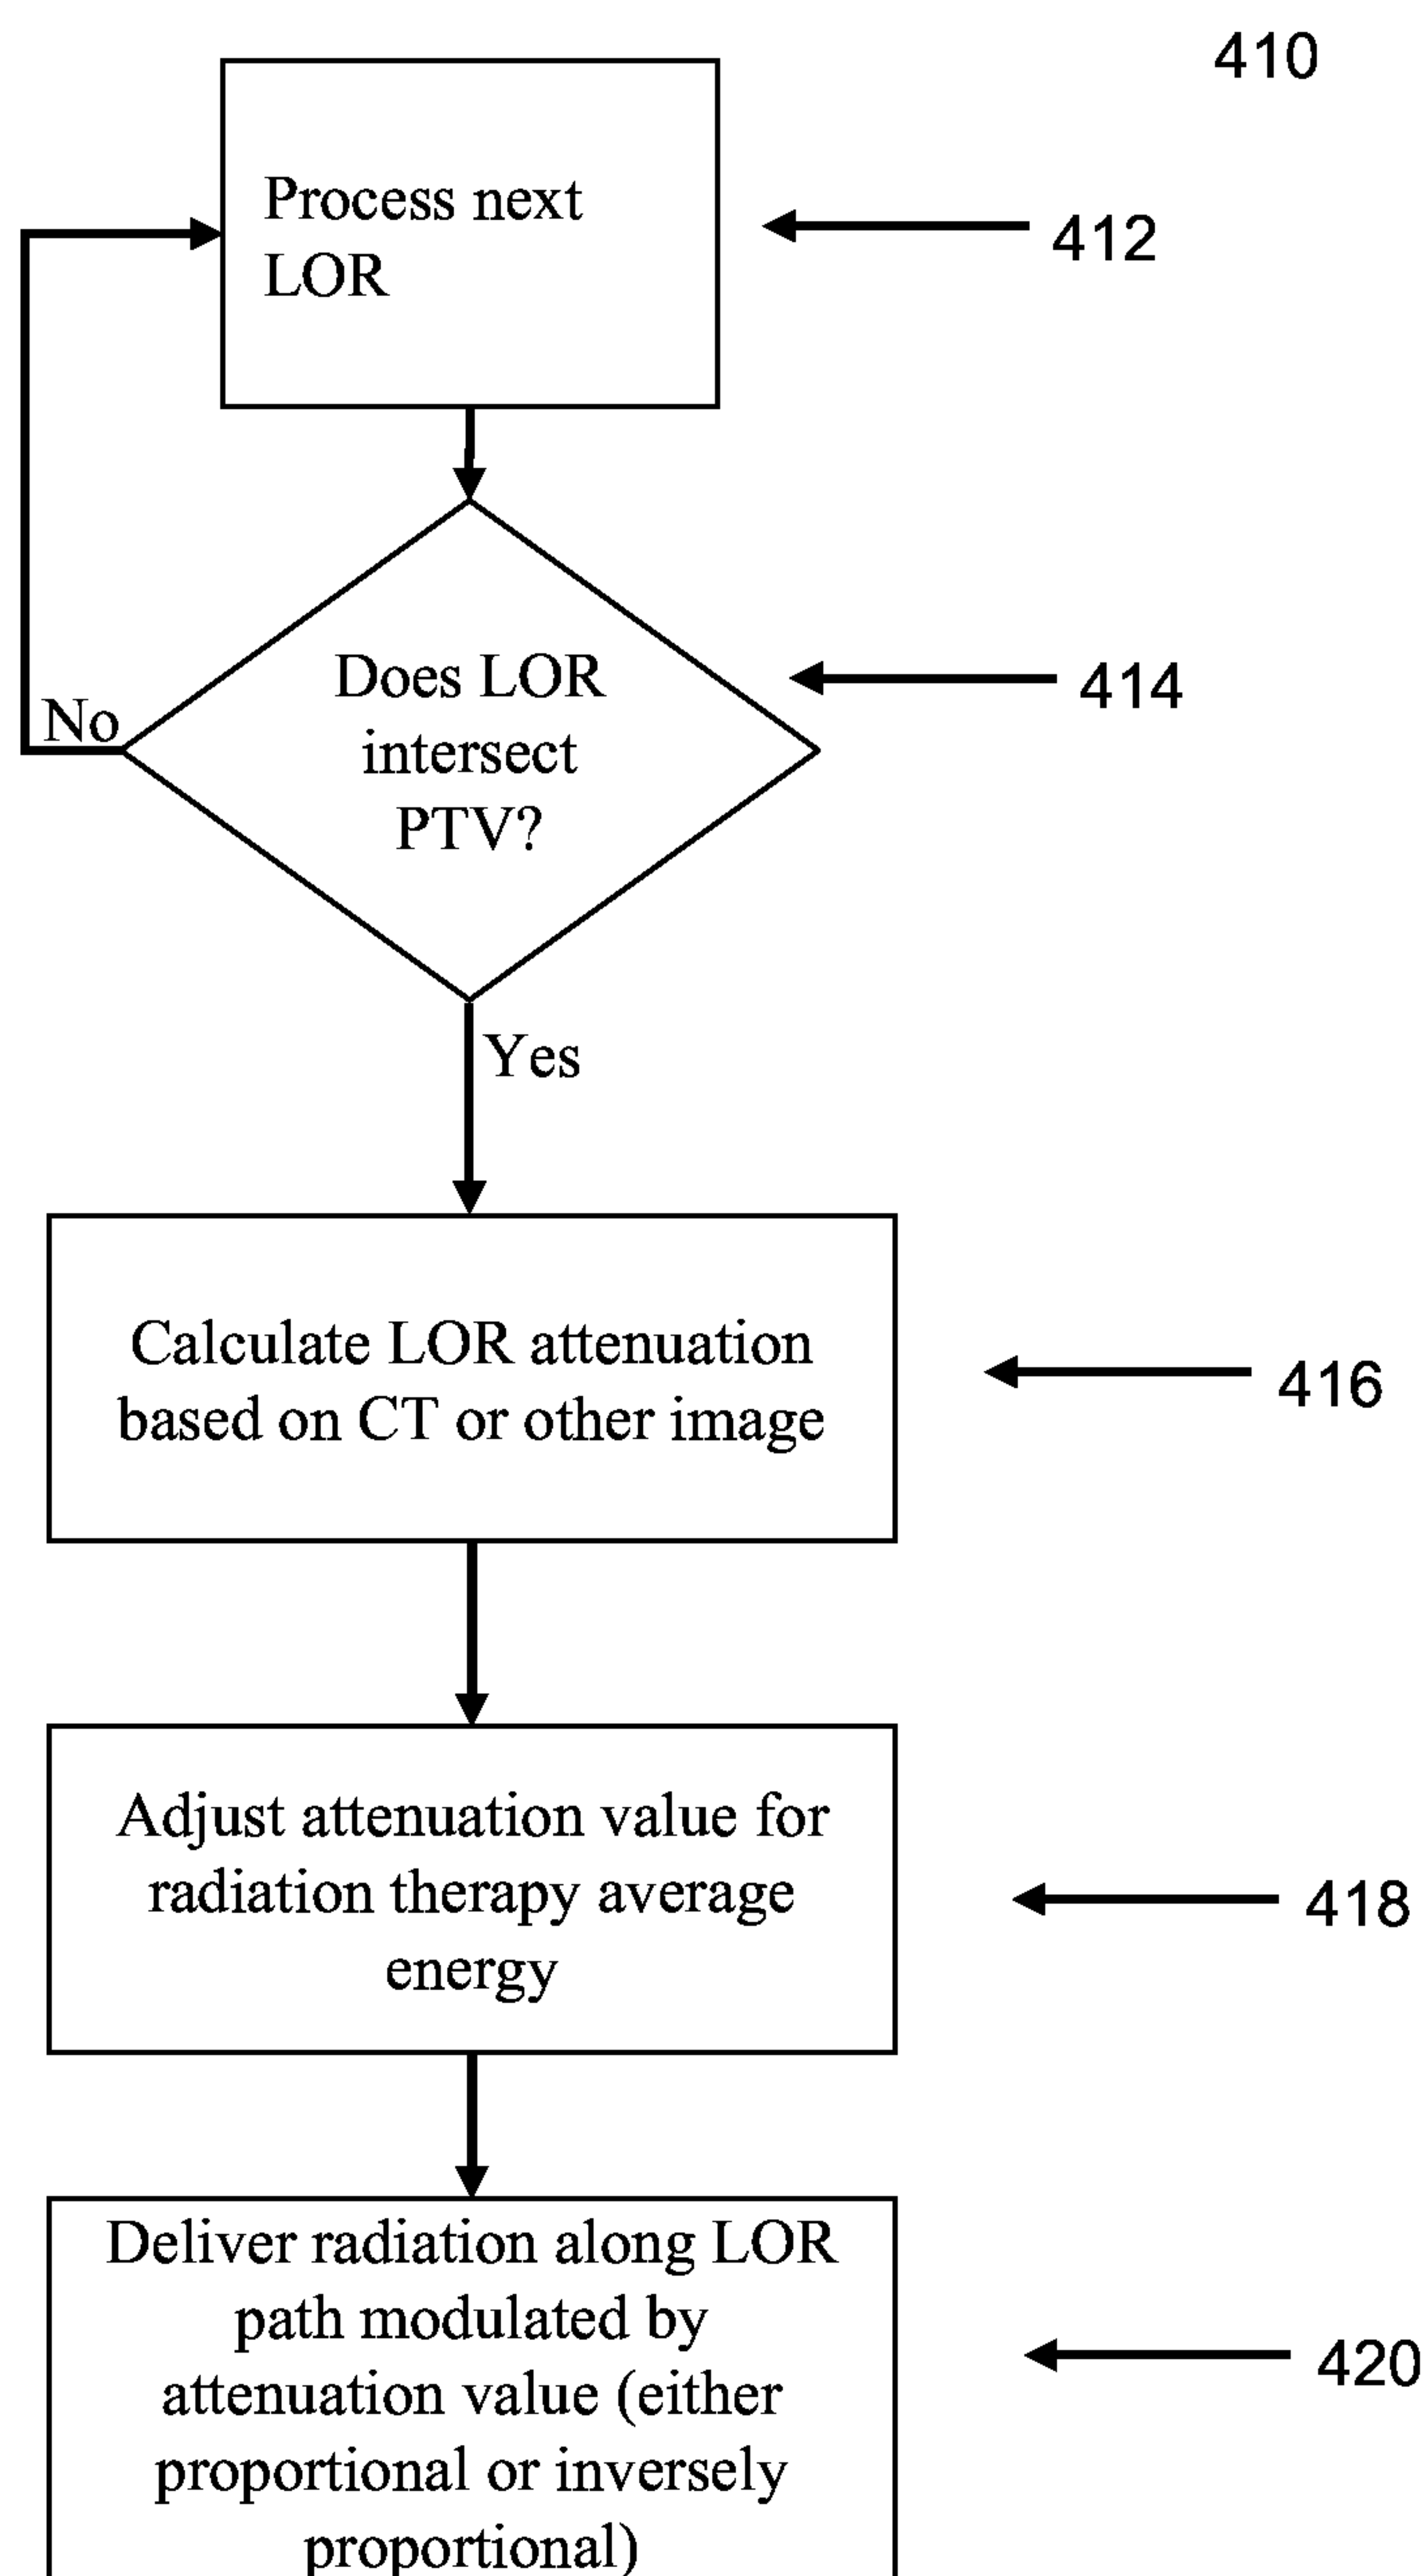 410
Process next
LOR
412
Does LOR
intersect
PTV?
414
No
Yes
Calculate LOR attenuation
based on CT or other image
416
Adjust attenuation value for
radiation therapy average
energy
418
Deliver radiation along LOR
path modulated by
attenuation value (either
proportional or inversely
proportional)
420